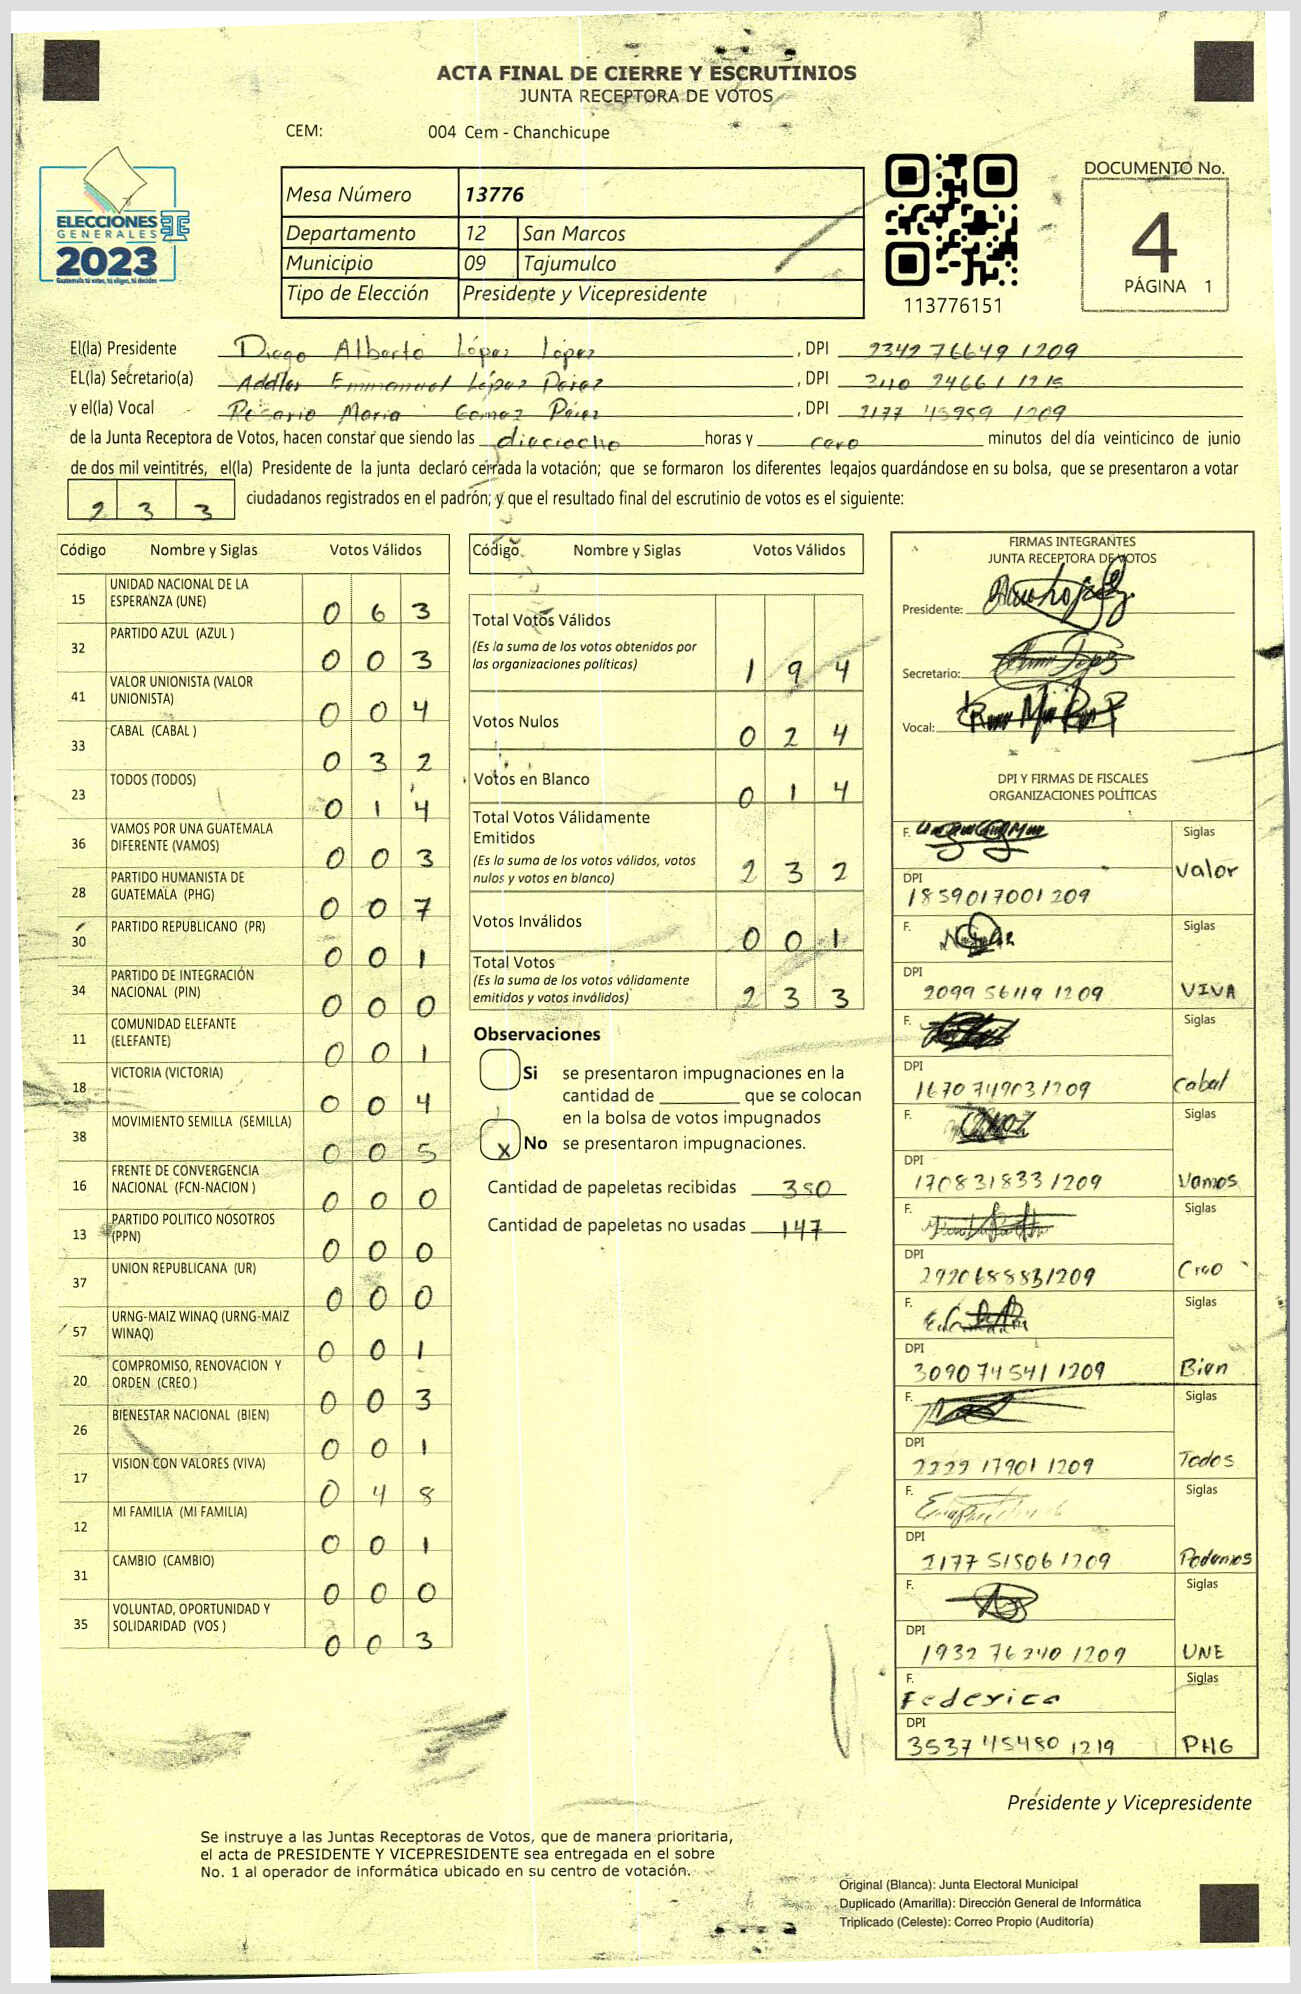 ACTA FINAL DE CIERRE Y ESCRUTINIOS
JUNTA RECEPTORA DE VOTOS
CEM: 004 Cem - Chanchicupe
ELECCIONES
GENERALES
2023
Guatemala tú votas, tú eliges, tú decides
Mesa Número 13776
Departamento 12 San Marcos
Municipio 09 Tajumulco
Tipo de Elección Presidente y Vicepresidente
113776151
DOCUMENTO No.
4
PÁGINA 1
El(la) Presidente Diego Alberto López López, DPI 2342 76649 1209
EL(la) Secretario(a) Addler Emmanuel López Pérez, DPI 3110 24661 1215
y el(la) Vocal Rosario Maria Gómez Pérez, DPI 2177 43959 1209
de la Junta Receptora de Votos, hacen constar que siendo las dieciocho horas y cero minutos del día veinticinco de junio
de dos mil veintitrés, el(la) Presidente de la junta declaró cerrada la votación; que se formaron los diferentes legajos guardándose en su bolsa, que se presentaron a votar
233 ciudadanos registrados en el padrón; y que el resultado final del escrutinio de votos es el siguiente:
Código Nombre y Siglas Votos Válidos
15 UNIDAD NACIONAL DE LA ESPERANZA (UNE) 0 6 3
32 PARTIDO AZUL (AZUL ) 0 0 3
41 VALOR UNIONISTA (VALOR UNIONISTA) 0 0 4
33 CABAL (CABAL ) 0 3 2
23 TODOS (TODOS) 0 1 4
36 VAMOS POR UNA GUATEMALA DIFERENTE (VAMOS) 0 0 3
28 PARTIDO HUMANISTA DE GUATEMALA (PHG) 0 0 7
30 PARTIDO REPUBLICANO (PR) 0 0 1
34 PARTIDO DE INTEGRACIÓN NACIONAL (PIN) 0 0 0
11 COMUNIDAD ELEFANTE (ELEFANTE) 0 0 1
18 VICTORIA (VICTORIA) 0 0 4
38 MOVIMIENTO SEMILLA (SEMILLA) 0 0 5
16 FRENTE DE CONVERGENCIA NACIONAL (FCN-NACION ) 0 0 0
13 PARTIDO POLITICO NOSOTROS (PPN) 0 0 0
37 UNION REPUBLICANA (UR) 0 0 0
57 URNG-MAIZ WINAQ (URNG-MAIZ WINAQ) 0 0 1
20 COMPROMISO, RENOVACION Y ORDEN (CREO ) 0 0 3
26 BIENESTAR NACIONAL (BIEN) 0 0 1
17 VISION CON VALORES (VIVA) 0 4 8
12 MI FAMILIA (MI FAMILIA) 0 0 1
31 CAMBIO (CAMBIO) 0 0 0
35 VOLUNTAD, OPORTUNIDAD Y SOLIDARIDAD (VOS ) 0 0 3
Código Nombre y Siglas Votos Válidos
Total Votos Válidos 1 9 4
(Es la suma de los votos obtenidos por
las organizaciones políticas)
Votos Nulos 0 2 4
Votos en Blanco 0 1 4
Total Votos Válidamente
Emitidos 2 3 2
(Es la suma de los votos válidos, votos
nulos y votos en blanco)
Votos Inválidos 0 0 1
Total Votos 2 3 3
(Es la suma de los votos válidamente
emitidos y votos inválidos)
Observaciones
Si se presentaron impugnaciones en la
cantidad de ________ que se colocan
en la bolsa de votos impugnados
x No se presentaron impugnaciones.
Cantidad de papeletas recibidas 380
Cantidad de papeletas no usadas 147
FIRMAS INTEGRANTES
JUNTA RECEPTORA DE VOTOS
Presidente:
Secretario:
Vocal:
DPI Y FIRMAS DE FISCALES
ORGANIZACIONES POLÍTICAS
F. Siglas
DPI Valor
1859017001209
F. Siglas
DPI
2099 56119 1209 VIVA
F. Siglas
DPI
1670749031209 Cabal
F. Siglas
DPI
1708318331209 Vamos
F. Siglas
DPI
2920688831209 Creo
F. Siglas
DPI
3090 74541 1209 Bien
F. Siglas
DPI
2222 17901 1209 Todos
F. Siglas
DPI
2177 51506 1209 Podemos
F. Siglas
DPI
1932 76240 1209 UNE
F. Siglas
Federico
DPI
3537 45480 1219 PHG
Presidente y Vicepresidente
Se instruye a las Juntas Receptoras de Votos, que de manera prioritaria,
el acta de PRESIDENTE Y VICEPRESIDENTE sea entregada en el sobre
No. 1 al operador de informática ubicado en su centro de votación.
Original (Blanca): Junta Electoral Municipal
Duplicado (Amarilla): Dirección General de Informática
Triplicado (Celeste): Correo Propio (Auditoría)